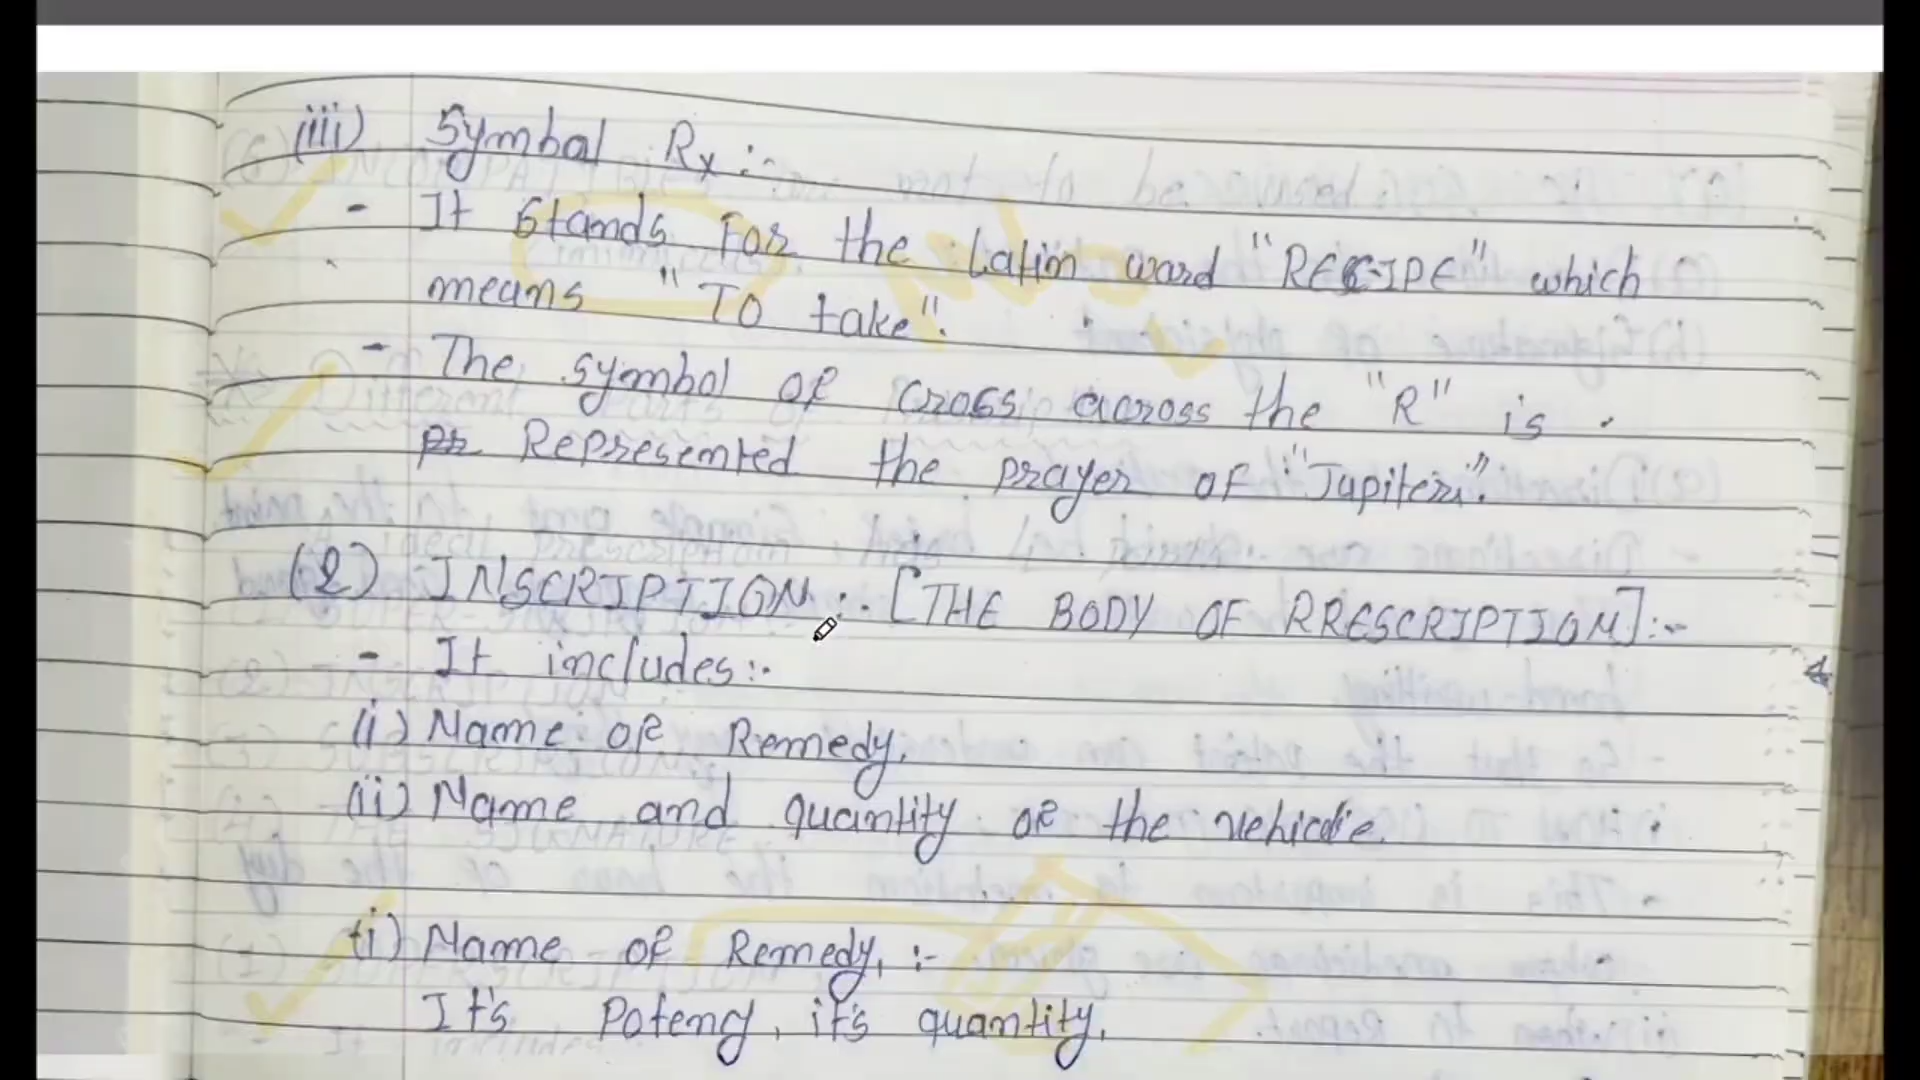 (iii) Symbol Rx :-
- It stands For the Latin word "RECIPE" which
means "To take".
- The symbol of cross across the "R" is
Represented the prayer of "Jupiter".
(2) INSCRIPTION :- [THE BODY OF PRESCRIPTION] :-
- It includes :-
(i) Name of Remedy.
(ii) Name and quantity of the vehicle.
(i) Name of Remedy, :-
It's Potency, it's quantity,